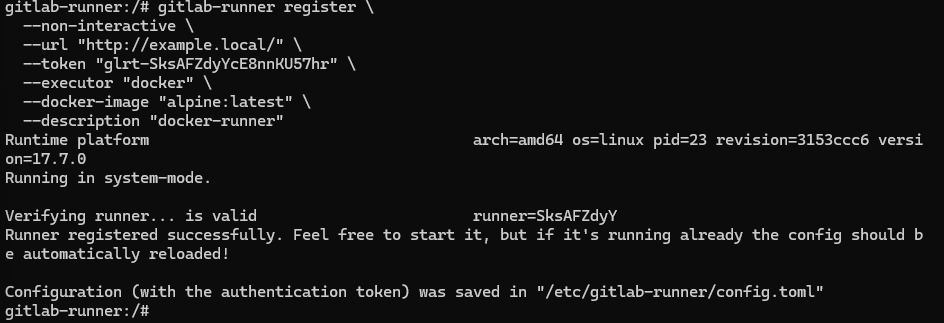 gitlab-runner:/# gitlab-runner register \
--non-interactive \
--url "http://example.local/" \
--token "glrt-SksAFZdyYcE8nnKU57hr" \
--executor "docker" \
--docker-image "alpine:latest" \
--description "docker-runner"
Runtime platform                                    arch=amd64 os=linux pid=23 revision=3153ccc6 versi
on=17.7.0
Running in system-mode.

Verifying runner... is valid                        runner=SksAFZdyY
Runner registered successfully. Feel free to start it, but if it's running already the config should b
e automatically reloaded!

Configuration (with the authentication token) was saved in "/etc/gitlab-runner/config.toml"
gitlab-runner:/#